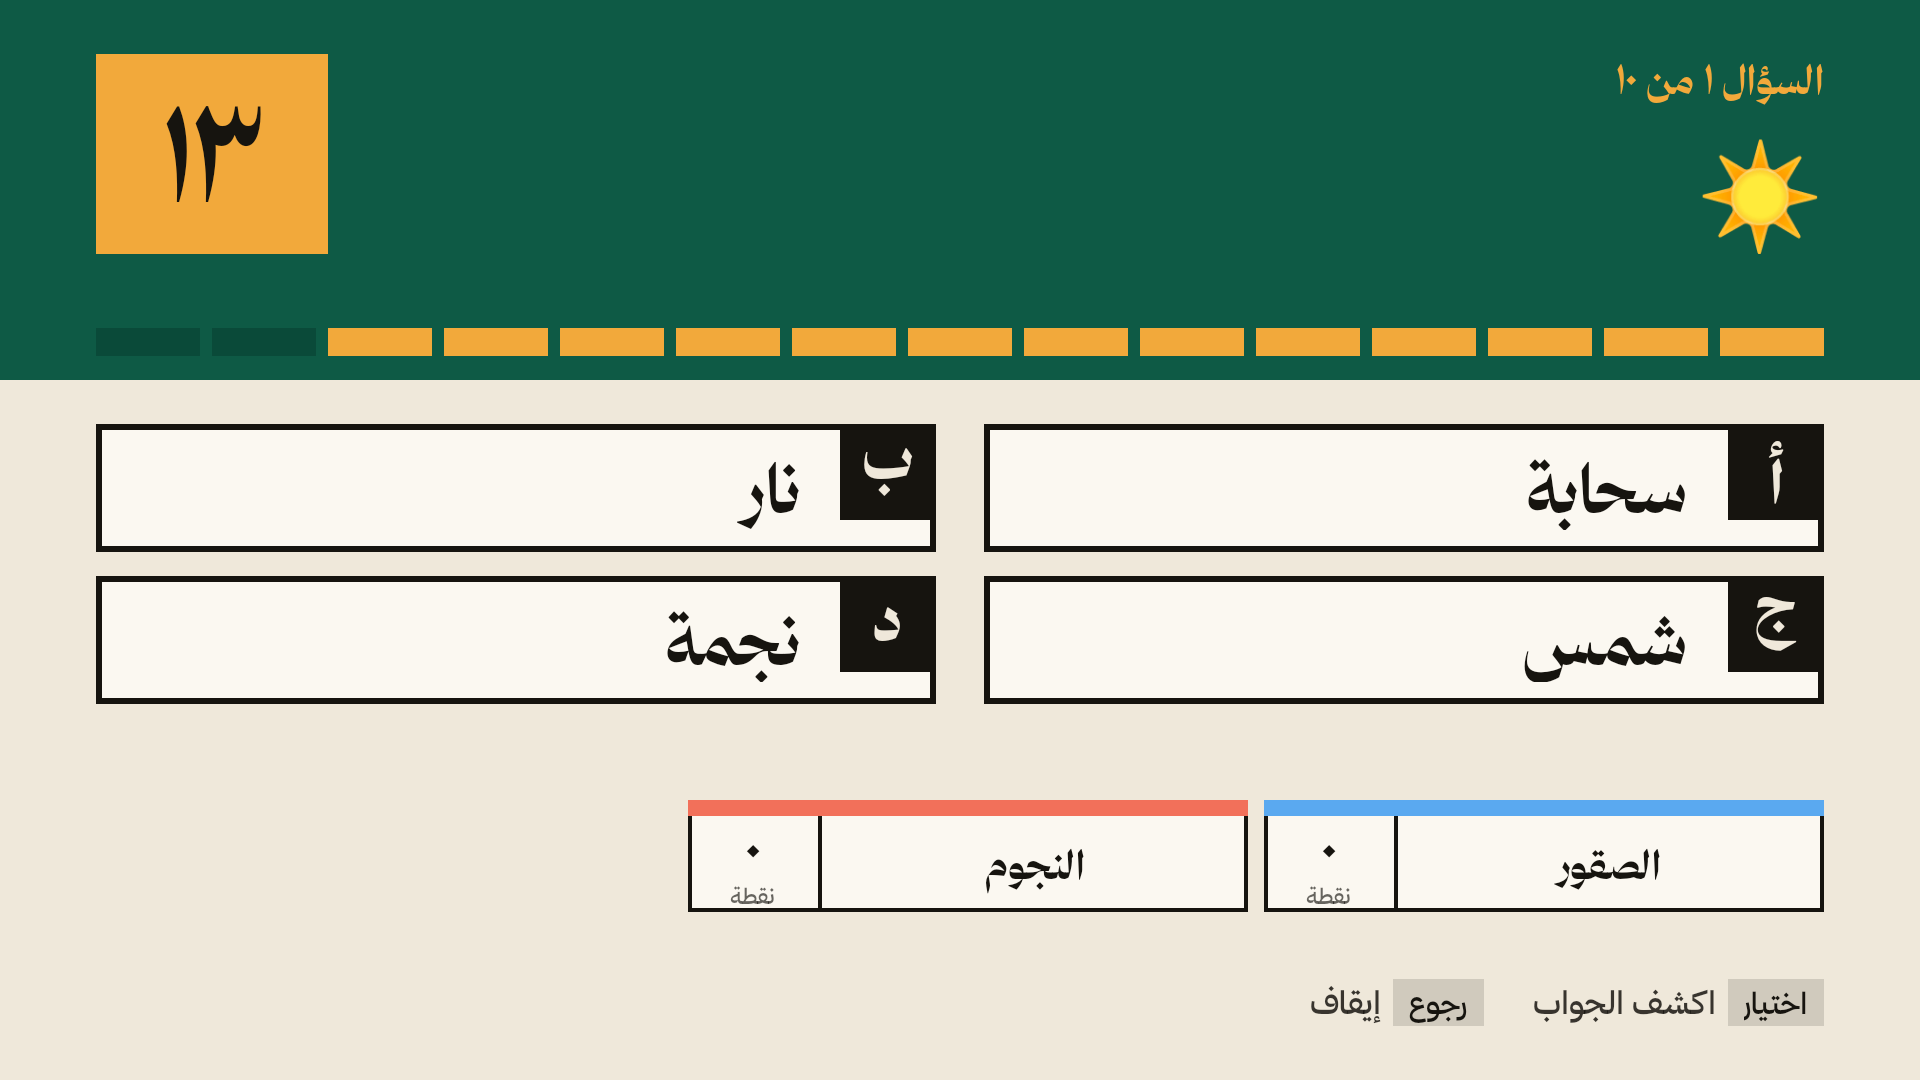 السؤال ١ من ١٠
١٣
أ سحابة
ب نار
ج شمس
د نجمة
الصقور ٠ نقطة
النجوم ٠ نقطة
اختيار اكشف الجواب رجوع إيقاف